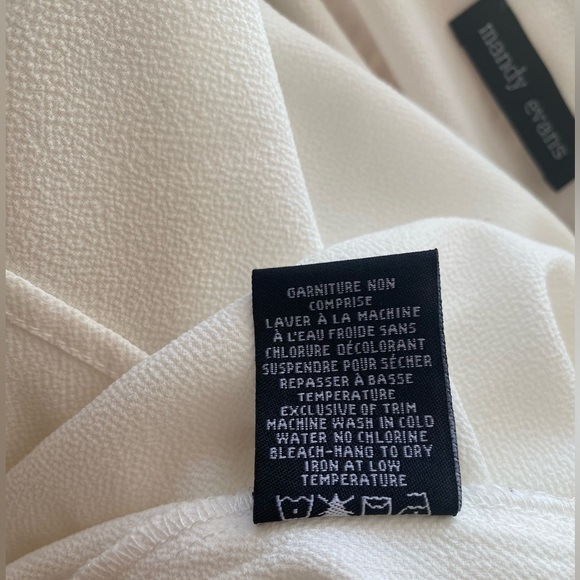 mandy evans
GARNITURE NON
COMPRISE
LAVER À LA MACHINE
À L'EAU FROIDE SANS
CHLORURE DÉCOLORANT
SUSPENDRE POUR SÉCHER
REPASSER À BASSE
TEMPERATURE
EXCLUSIVE OF TRIM
MACHINE WASH IN COLD
WATER NO CHLORINE
BLEACH-HANG TO DRY
IRON AT LOW
TEMPERATURE